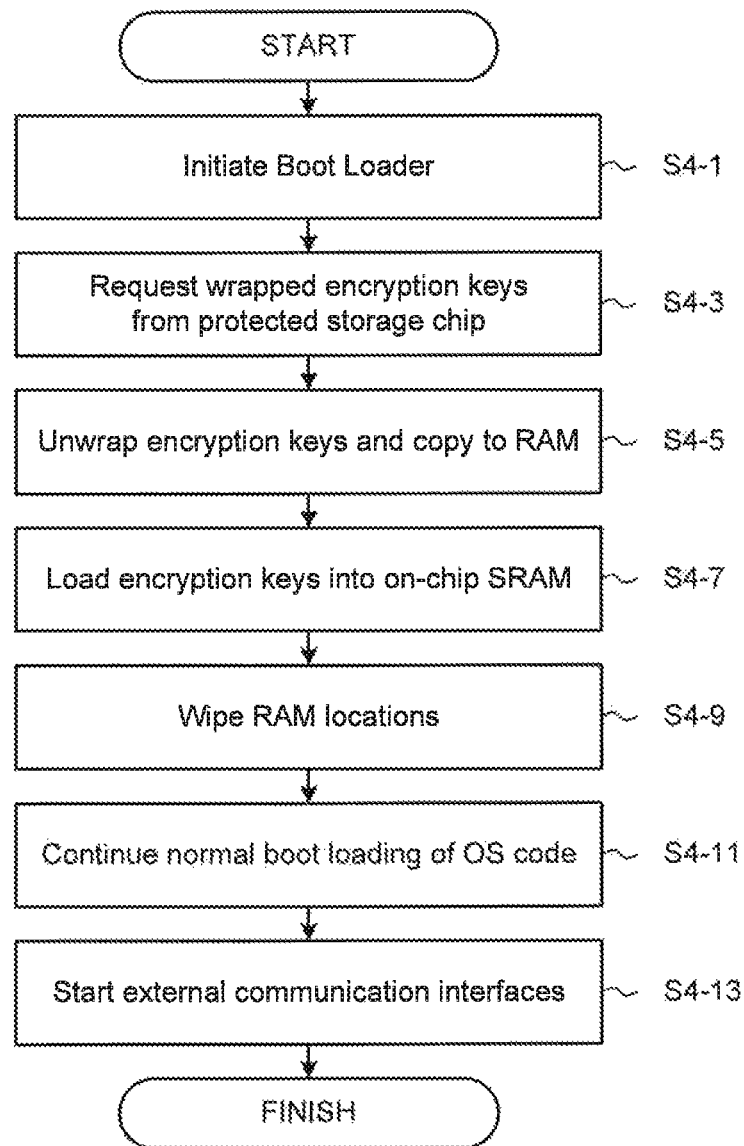 START
Initiate Boot Loader
S4-1
Request wrapped encryption keys
from protected storage chip
S4-3
Unwrap encryption keys and copy to RAM
S4-5
Load encryption keys into on-chip SRAM
S4-7
Wipe RAM locations
S4-9
Continue normal boot loading of OS code
S4-11
Start external communication interfaces
S4-13
FINISH